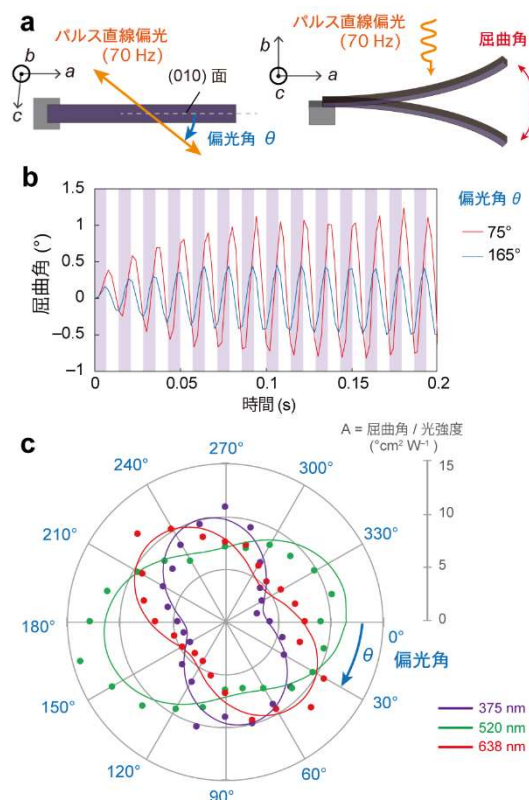 a
パルス直線偏光
(70 Hz)
b
a
c
(010) 面
偏光角 θ
パルス直線偏光
(70 Hz)
屈曲角
b
a
c
b
偏光角 θ
75°
165°
屈曲角 (°)
1.5
1
0.5
0
−0.5
−1
0
0.05
0.1
0.15
0.2
時間 (s)
c
A = 屈曲角 / 光強度
(°cm² W⁻¹)
15
10
5
0
270°
240°
300°
210°
330°
180°
0°
θ
偏光角
150°
30°
120°
60°
90°
375 nm
520 nm
638 nm